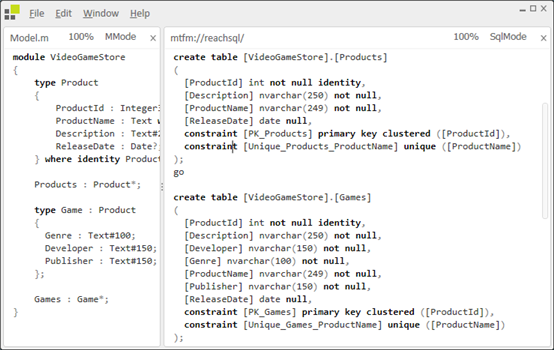 File Edit Window Help
Model.m 100% MMode
module VideoGameStore
{
type Product
{
ProductId : Integer
ProductName : Text w
Description : Text#2
ReleaseDate : Date?;
} where identity Produc
Products : Product*;
type Game : Product
{
Genre : Text#100;
Developer : Text#150;
Publisher : Text#150;
};
Games : Game*;
}
mtfm://reachsql/ 100% SqlMode
create table [VideoGameStore].[Products]
(
[ProductId] int not null identity,
[Description] nvarchar(250) not null,
[ProductName] nvarchar(249) not null,
[ReleaseDate] date null,
constraint [PK_Products] primary key clustered ([ProductId]),
constraint [Unique_Products_ProductName] unique ([ProductName])
);
go
create table [VideoGameStore].[Games]
(
[ProductId] int not null identity,
[Description] nvarchar(250) not null,
[Developer] nvarchar(150) not null,
[Genre] nvarchar(100) not null,
[ProductName] nvarchar(249) not null,
[Publisher] nvarchar(150) not null,
[ReleaseDate] date null,
constraint [PK_Games] primary key clustered ([ProductId]),
constraint [Unique_Games_ProductName] unique ([ProductName])
);